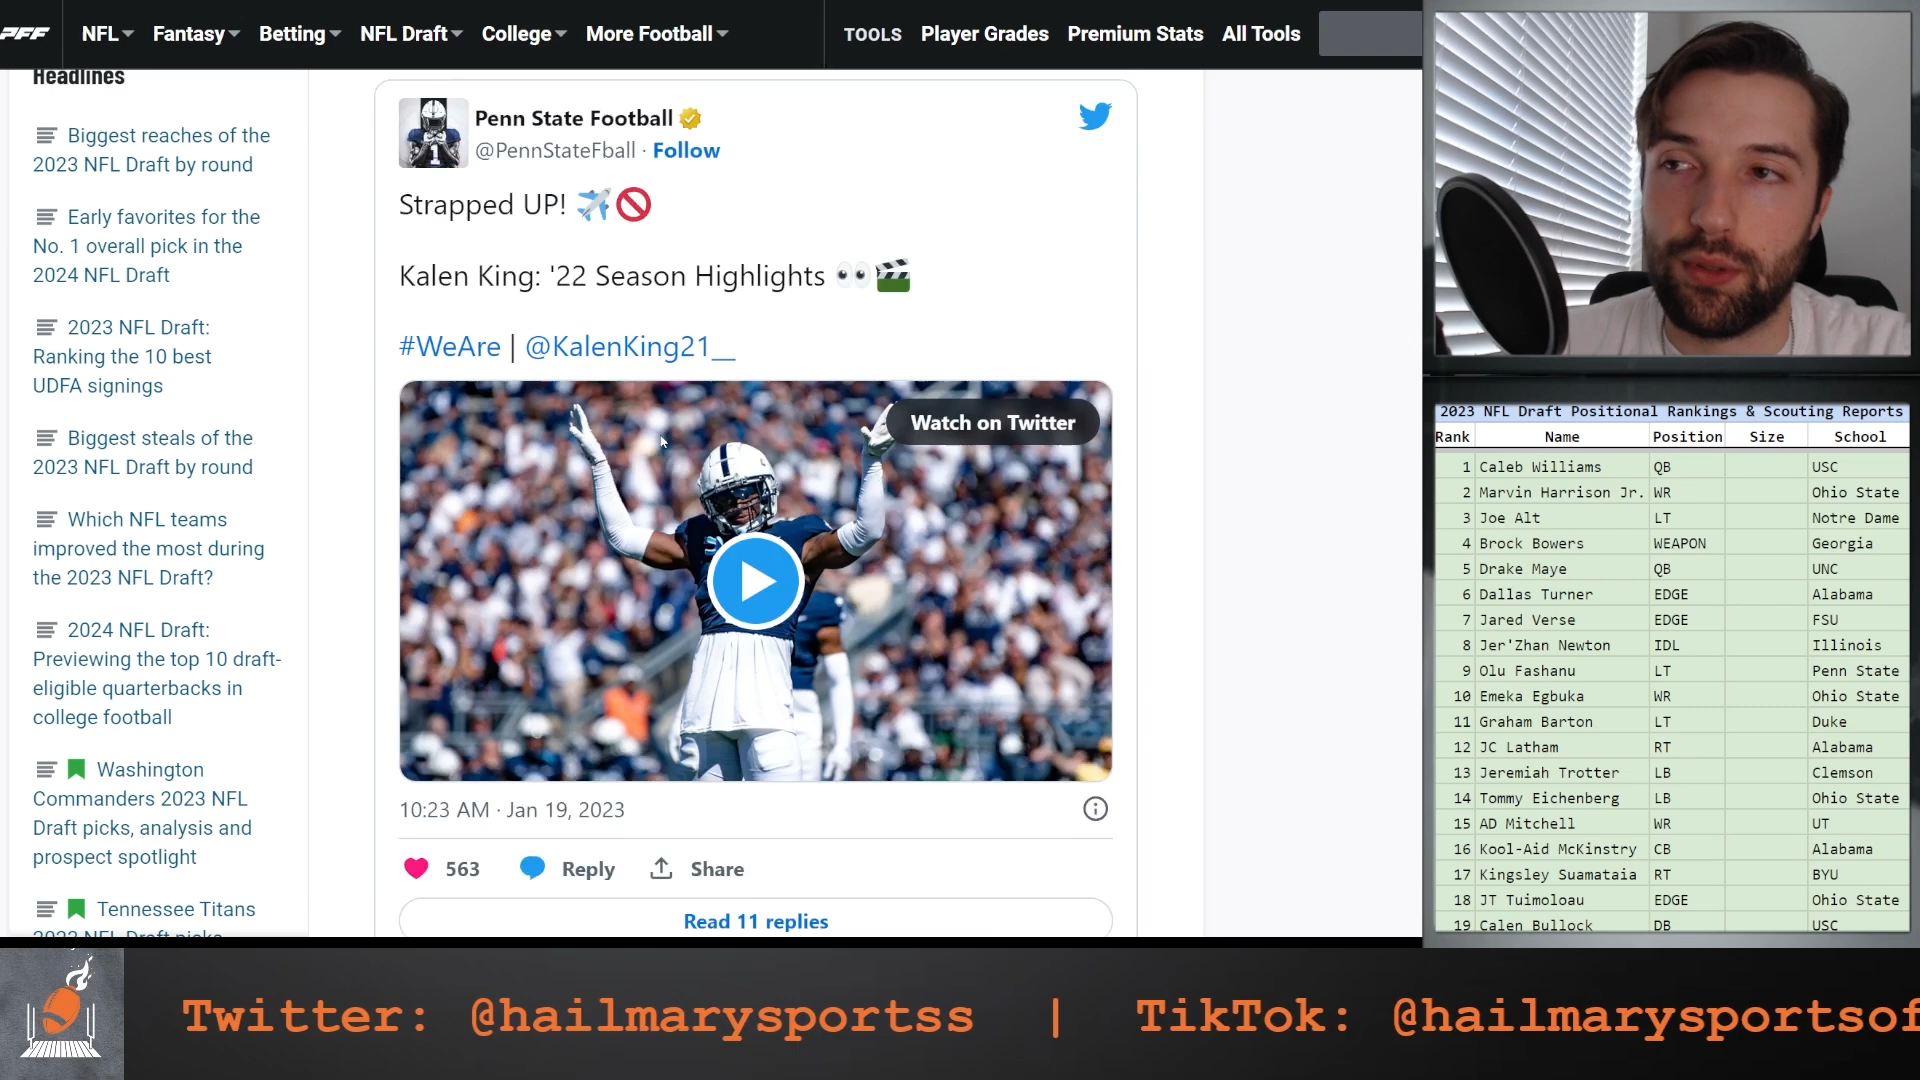 PFF NFL Fantasy Betting NFL Draft College More Football TOOLS Player Grades Premium Stats All Tools
Headlines
Biggest reaches of the
2023 NFL Draft by round
Early favorites for the
No. 1 overall pick in the
2024 NFL Draft
2023 NFL Draft:
Ranking the 10 best
UDFA signings
Biggest steals of the
2023 NFL Draft by round
Which NFL teams
improved the most during
the 2023 NFL Draft?
2024 NFL Draft:
Previewing the top 10 draft-
eligible quarterbacks in
college football
Washington
Commanders 2023 NFL
Draft picks, analysis and
prospect spotlight
Tennessee Titans
2023 NFL Draft picks,
Penn State Football
@PennStateFball · Follow
Strapped UP! ✈️🚫
Kalen King: '22 Season Highlights 👀🎬
#WeAre | @KalenKing21__
Watch on Twitter
10:23 AM · Jan 19, 2023
563 Reply Share
Read 11 replies
2023 NFL Draft Positional Rankings & Scouting Reports
Rank Name Position Size School
1 Caleb Williams QB USC
2 Marvin Harrison Jr. WR Ohio State
3 Joe Alt LT Notre Dame
4 Brock Bowers WEAPON Georgia
5 Drake Maye QB UNC
6 Dallas Turner EDGE Alabama
7 Jared Verse EDGE FSU
8 Jer'Zhan Newton IDL Illinois
9 Olu Fashanu LT Penn State
10 Emeka Egbuka WR Ohio State
11 Graham Barton LT Duke
12 JC Latham RT Alabama
13 Jeremiah Trotter LB Clemson
14 Tommy Eichenberg LB Ohio State
15 AD Mitchell WR UT
16 Kool-Aid McKinstry CB Alabama
17 Kingsley Suamataia RT BYU
18 JT Tuimoloau EDGE Ohio State
19 Calen Bullock DB USC
Twitter: @hailmarysportss | TikTok: @hailmarysportsof